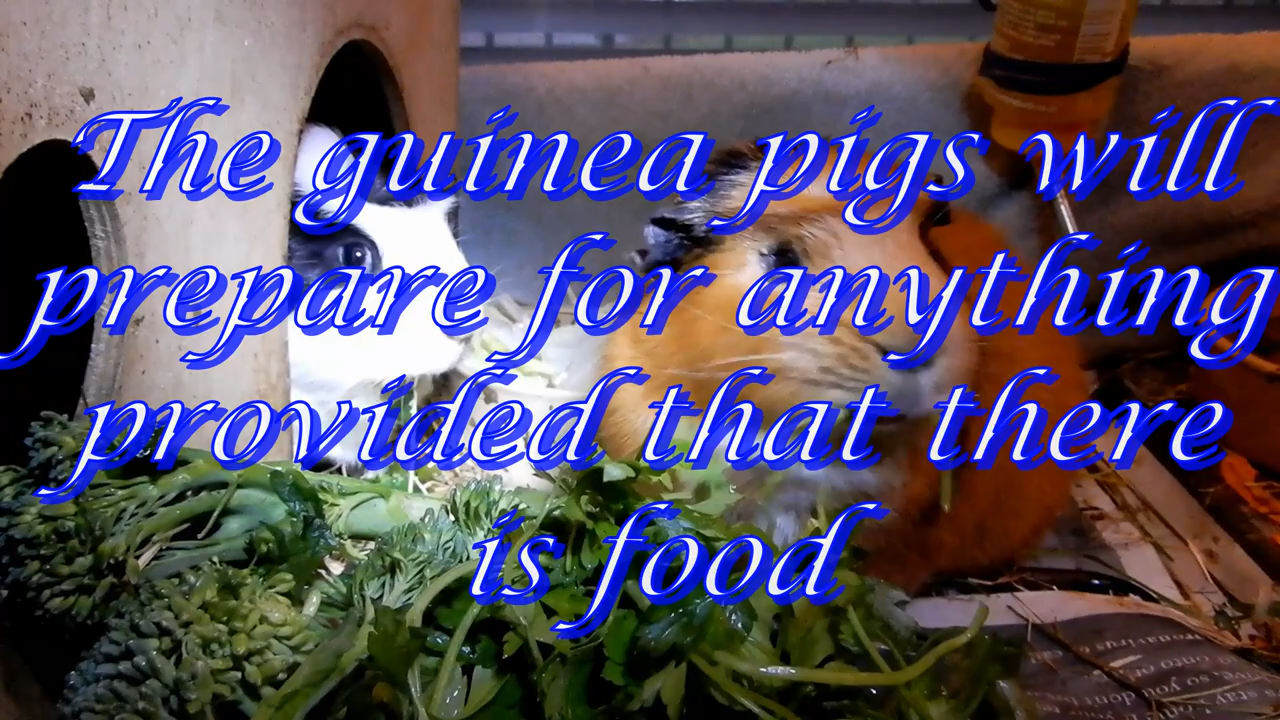 The guinea pigs will
prepare for anything
provided that there
is food